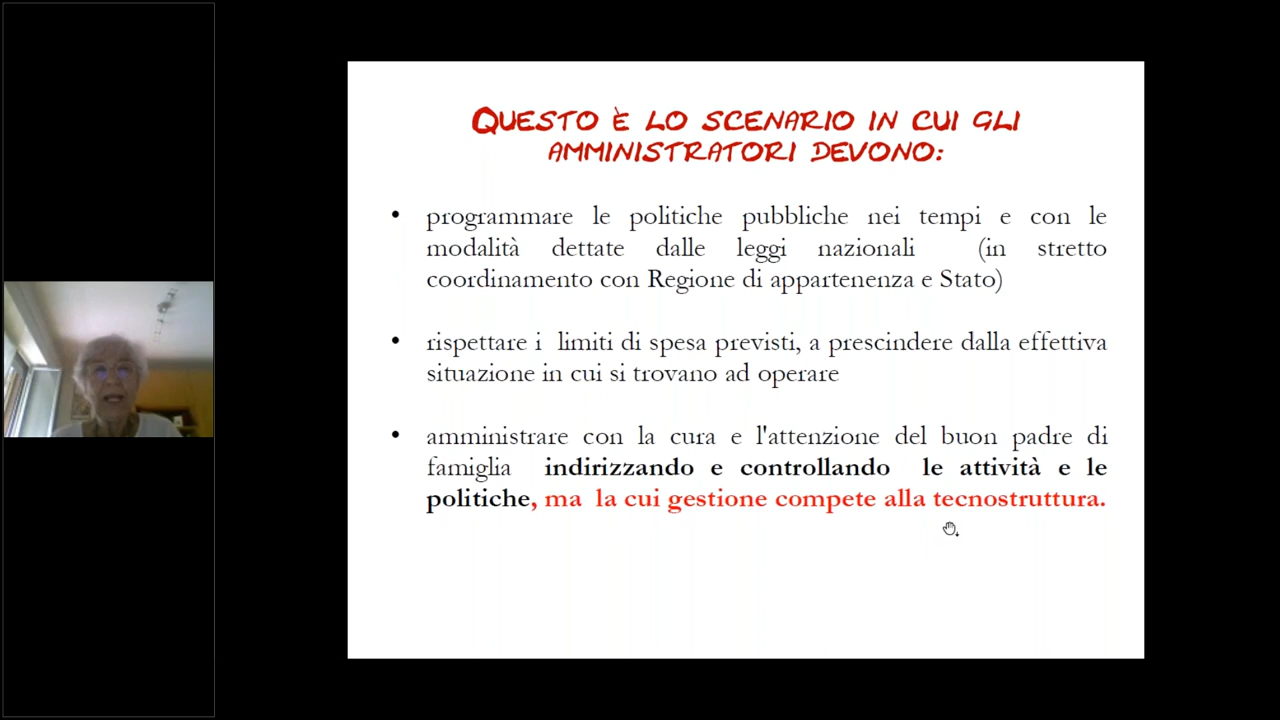 QUESTO È LO SCENARIO IN CUI GLI
AMMINISTRATORI DEVONO:
• programmare le politiche pubbliche nei tempi e con le
modalità dettate dalle leggi nazionali (in stretto
coordinamento con Regione di appartenenza e Stato)
• rispettare i limiti di spesa previsti, a prescindere dalla effettiva
situazione in cui si trovano ad operare
• amministrare con la cura e l'attenzione del buon padre di
famiglia indirizzando e controllando le attività e le
politiche, ma la cui gestione compete alla tecnostruttura.